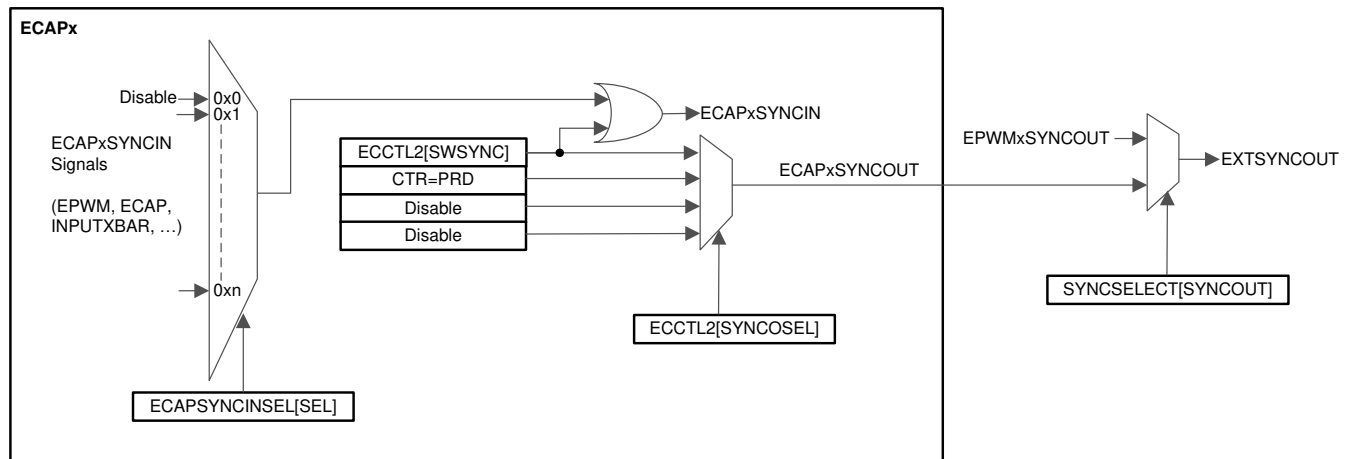 ECAPx
Disable
0x0
0x1
ECAPxSYNCIN
Signals
(EPWM, ECAP,
INPUTXBAR, …)
0xn
ECAPSYNCINSEL[SEL]
ECAPxSYNCIN
ECCTL2[SWSYNC]
CTR=PRD
Disable
Disable
ECAPxSYNCOUT
ECCTL2[SYNCOSEL]
EPWMxSYNCOUT
EXTSYNCOUT
SYNCSELECT[SYNCOUT]